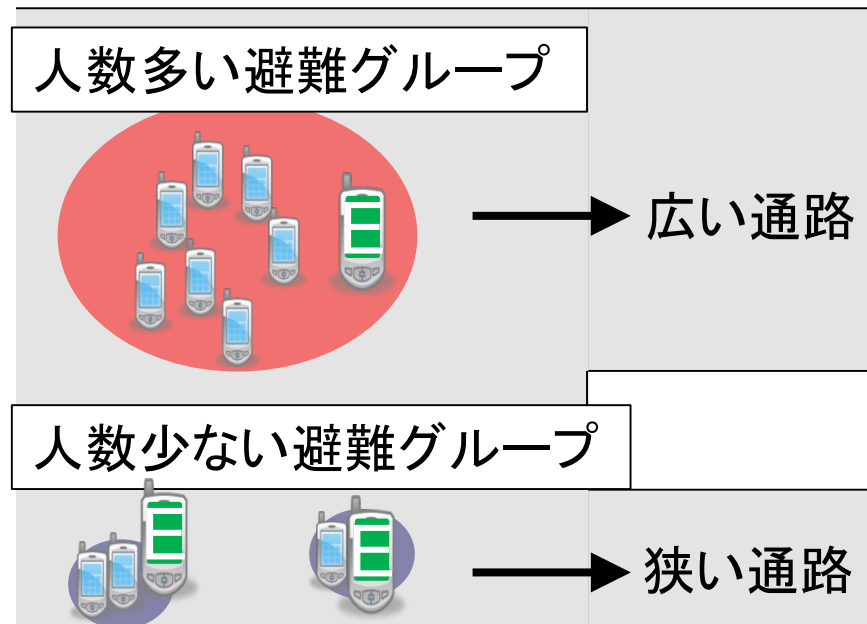 人数多い避難グループ
広い通路
人数少ない避難グループ
狭い通路